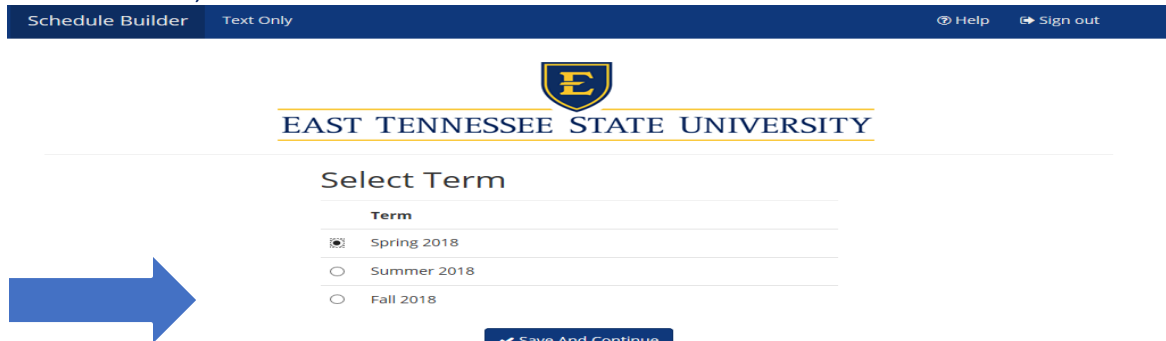 Schedule Builder Text Only Help Sign out
E
EAST TENNESSEE STATE UNIVERSITY
Select Term
Term
Spring 2018
Summer 2018
Fall 2018
Save And Continue